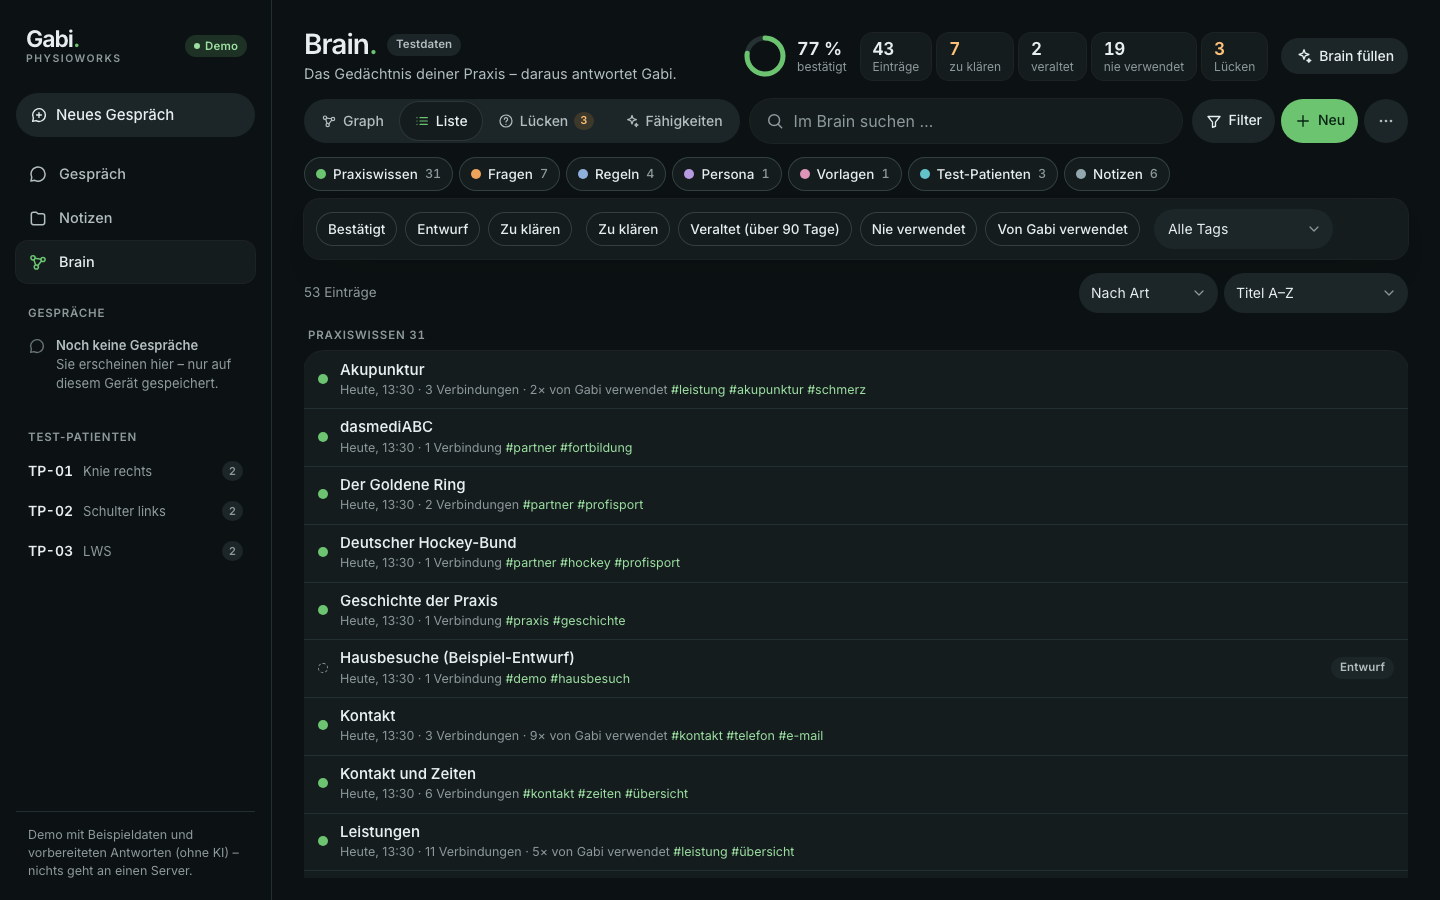 Gabi.
PHYSIOWORKS
Demo
Neues Gespräch
Gespräch
Notizen
Brain
GESPRÄCHE
Noch keine Gespräche
Sie erscheinen hier – nur auf
diesem Gerät gespeichert.
TEST-PATIENTEN
TP-01 Knie rechts 2
TP-02 Schulter links 2
TP-03 LWS 2
Demo mit Beispieldaten und
vorbereiteten Antworten (ohne KI) –
nichts geht an einen Server.
Brain. Testdaten
Das Gedächtnis deiner Praxis – daraus antwortet Gabi.
77 % bestätigt
43 Einträge
7 zu klären
2 veraltet
19 nie verwendet
3 Lücken
Brain füllen
Graph Liste Lücken 3 Fähigkeiten
Im Brain suchen ...
Filter
Neu
Praxiswissen 31 Fragen 7 Regeln 4 Persona 1 Vorlagen 1 Test-Patienten 3 Notizen 6
Bestätigt Entwurf Zu klären Zu klären Veraltet (über 90 Tage) Nie verwendet Von Gabi verwendet Alle Tags
53 Einträge
Nach Art
Titel A–Z
PRAXISWISSEN 31
Akupunktur
Heute, 13:30 · 3 Verbindungen · 2× von Gabi verwendet #leistung #akupunktur #schmerz
dasmediABC
Heute, 13:30 · 1 Verbindung #partner #fortbildung
Der Goldene Ring
Heute, 13:30 · 2 Verbindungen #partner #profisport
Deutscher Hockey-Bund
Heute, 13:30 · 1 Verbindung #partner #hockey #profisport
Geschichte der Praxis
Heute, 13:30 · 1 Verbindung #praxis #geschichte
Hausbesuche (Beispiel-Entwurf)
Heute, 13:30 · 1 Verbindung #demo #hausbesuch
Entwurf
Kontakt
Heute, 13:30 · 3 Verbindungen · 9× von Gabi verwendet #kontakt #telefon #e-mail
Kontakt und Zeiten
Heute, 13:30 · 6 Verbindungen #kontakt #zeiten #übersicht
Leistungen
Heute, 13:30 · 11 Verbindungen · 5× von Gabi verwendet #leistung #übersicht